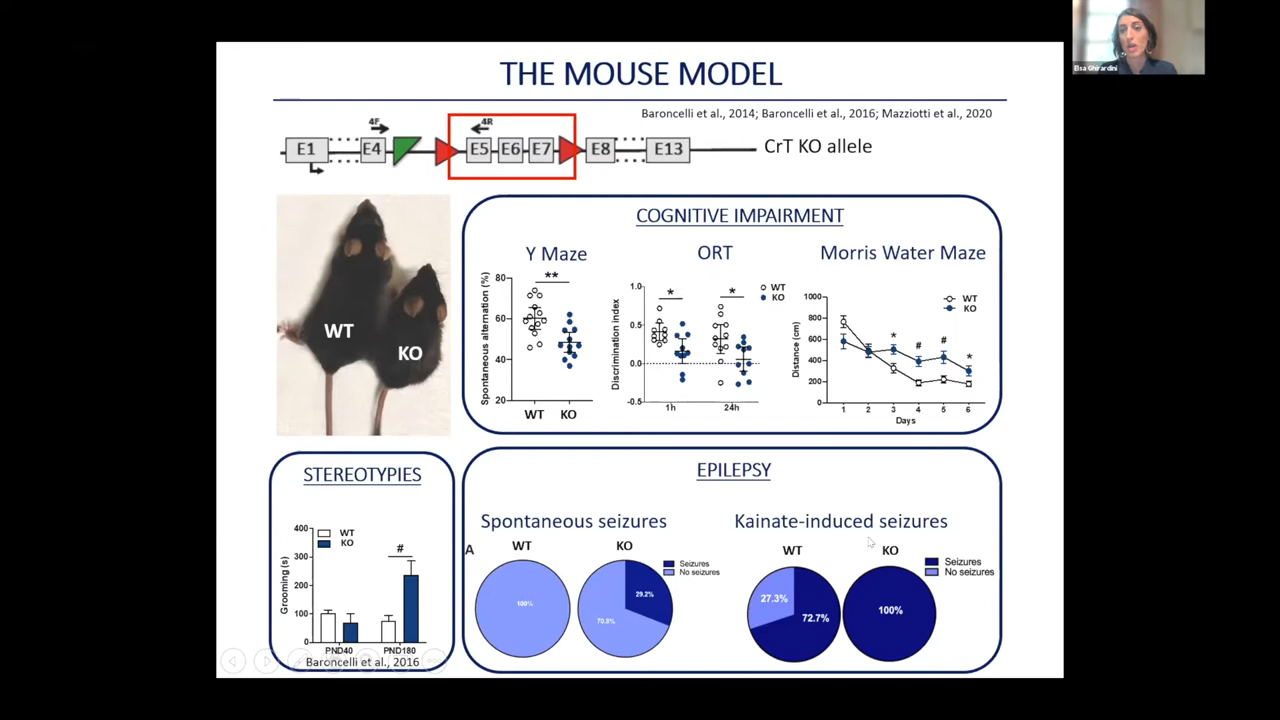 THE MOUSE MODEL
Elsa Ghirardini
Baroncelli et al., 2014; Baroncelli et al., 2016; Mazziotti et al., 2020
4F
4R
E1
E4
E5
E6
E7
E8
E13
CrT KO allele
WT
KO
COGNITIVE IMPAIRMENT
Y Maze
Spontaneous alternation (%)
80
60
40
20
**
WT
KO
ORT
Discrimination index
1.0
0.5
0.0
-0.5
*
*
WT
KO
1h
24h
Morris Water Maze
Distance (cm)
1000
800
600
400
200
0
WT
KO
*
#
#
*
1 2 3 4 5 6
Days
STEREOTYPIES
Grooming (s)
400
300
200
100
0
WT
KO
#
PND40
PND180
Baroncelli et al., 2016
EPILEPSY
Spontaneous seizures
A
WT
KO
Seizures
No seizures
100%
29.2%
70.8%
Kainate-induced seizures
WT
KO
Seizures
No seizures
27.3%
72.7%
100%